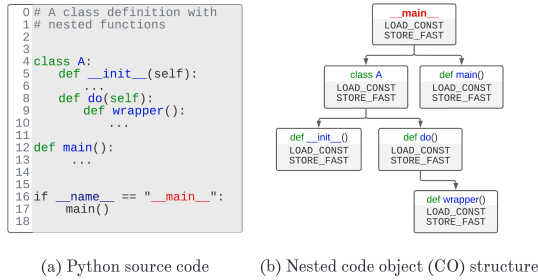 0 # A class definition with
1 # nested functions
2
3
4 class A:
5 def __init__(self):
6 ...
8 def do(self):
9 def wrapper():
10 ...
11
12 def main():
13 ...
14
15
16 if __name__ == "__main__":
17 main()
18
(a) Python source code
__main__
LOAD_CONST
STORE_FAST
class A
LOAD_CONST
STORE_FAST
def main()
LOAD_CONST
STORE_FAST
def __init__()
LOAD_CONST
STORE_FAST
def do()
LOAD_CONST
STORE_FAST
def wrapper()
LOAD_CONST
STORE_FAST
(b) Nested code object (CO) structure